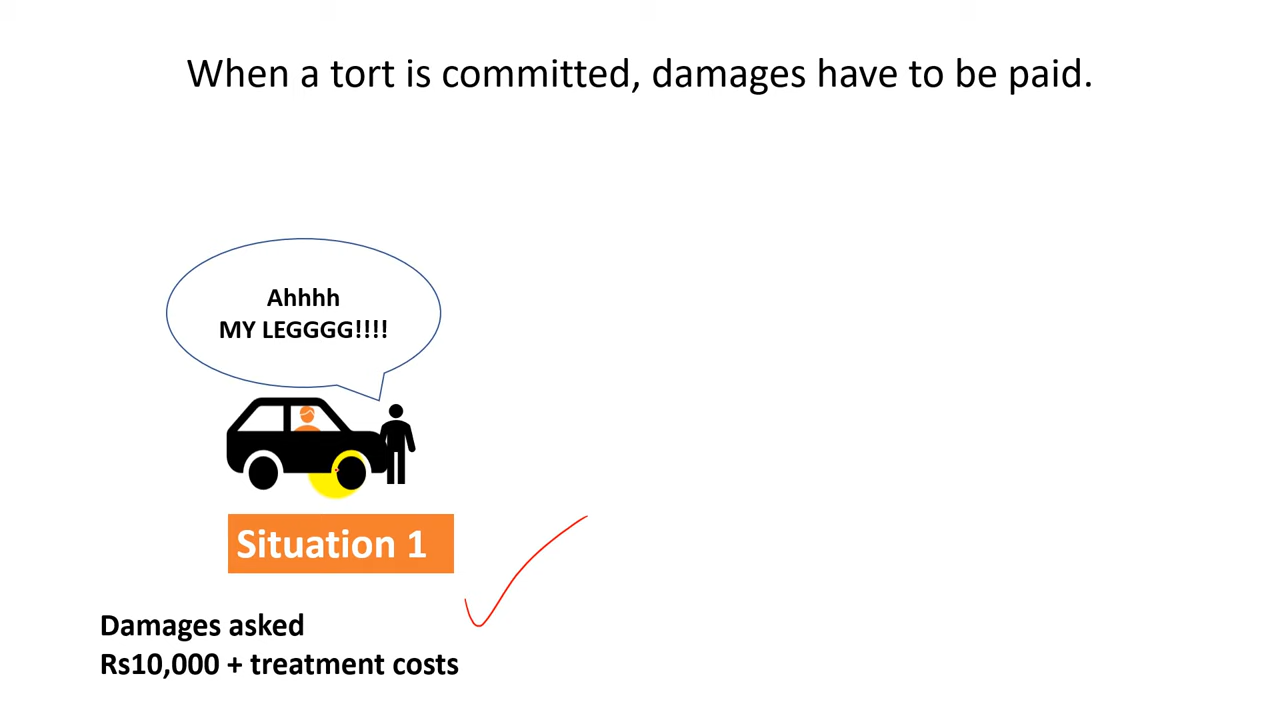 When a tort is committed, damages have to be paid.
Ahhhh
MY LEGGGG!!!!
Situation 1
Damages asked
Rs10,000 + treatment costs